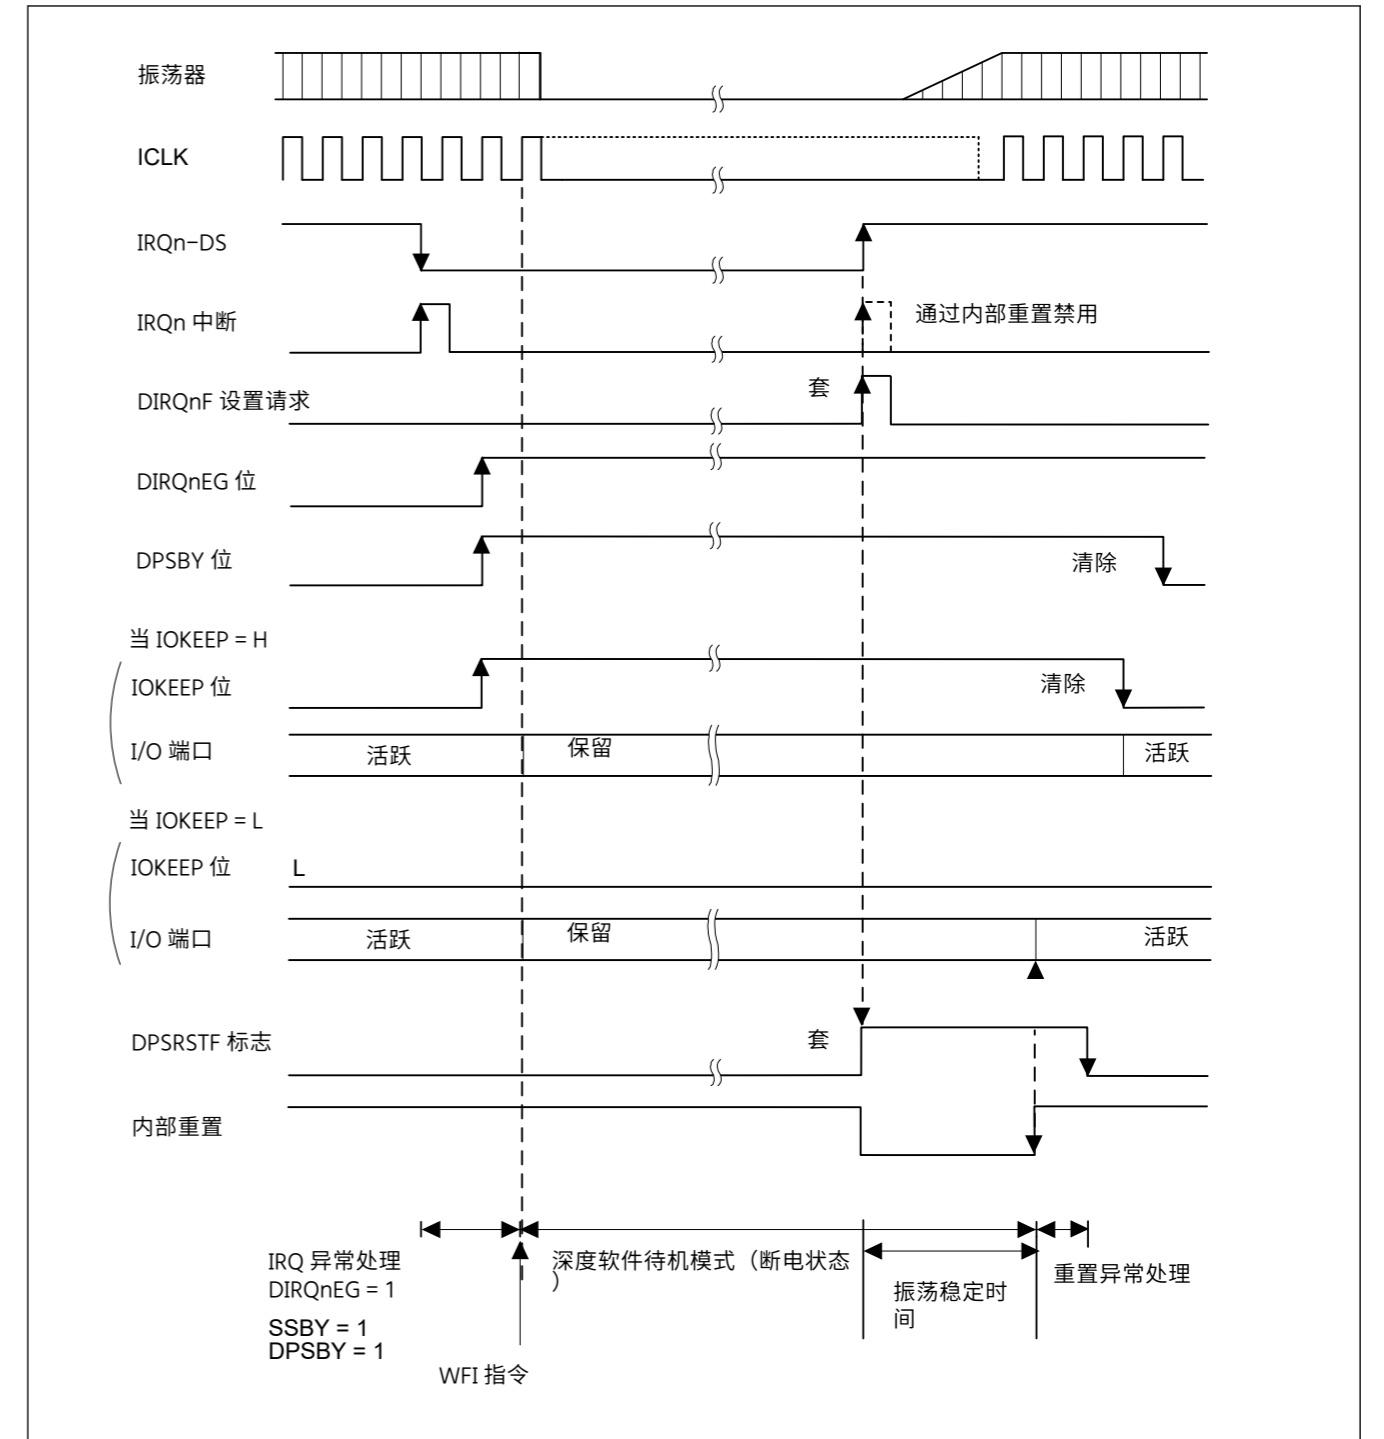 振荡器
ICLK
IRQn-DS
IRQn 中断
通过内部重置禁用
套
DIRQnF 设置请求
DIRQnEG 位
DPSBY 位
清除
当 IOKEEP = H
IOKEEP 位
清除
I/O 端口
活跃
保留
活跃
当 IOKEEP = L
IOKEEP 位
L
I/O 端口
活跃
保留
活跃
DPSRSTF 标志
套
内部重置
IRQ 异常处理
DIRQnEG = 1
SSBY = 1
DPSBY = 1
WFI 指令
深度软件待机模式（断电状态
）
振荡稳定时
间
重置异常处理